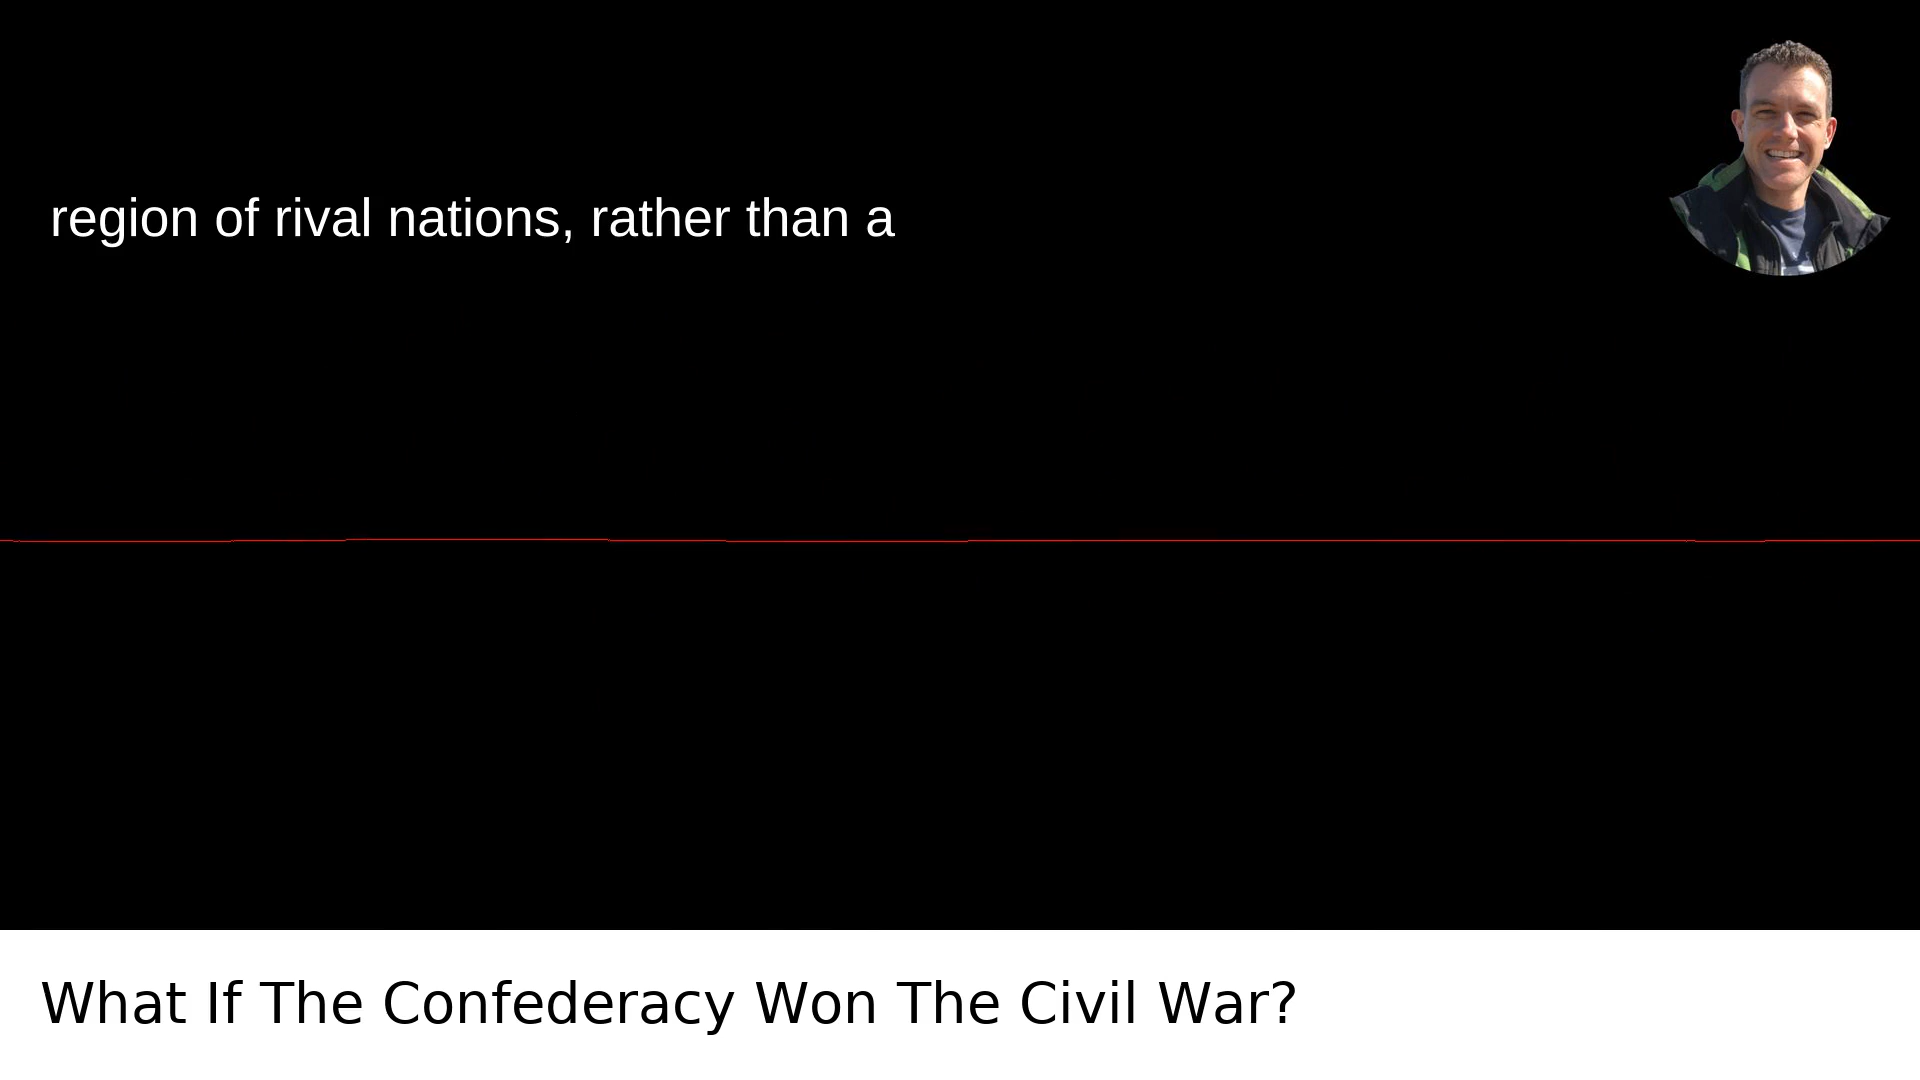 region of rival nations, rather than a
What If The Confederacy Won The Civil War?